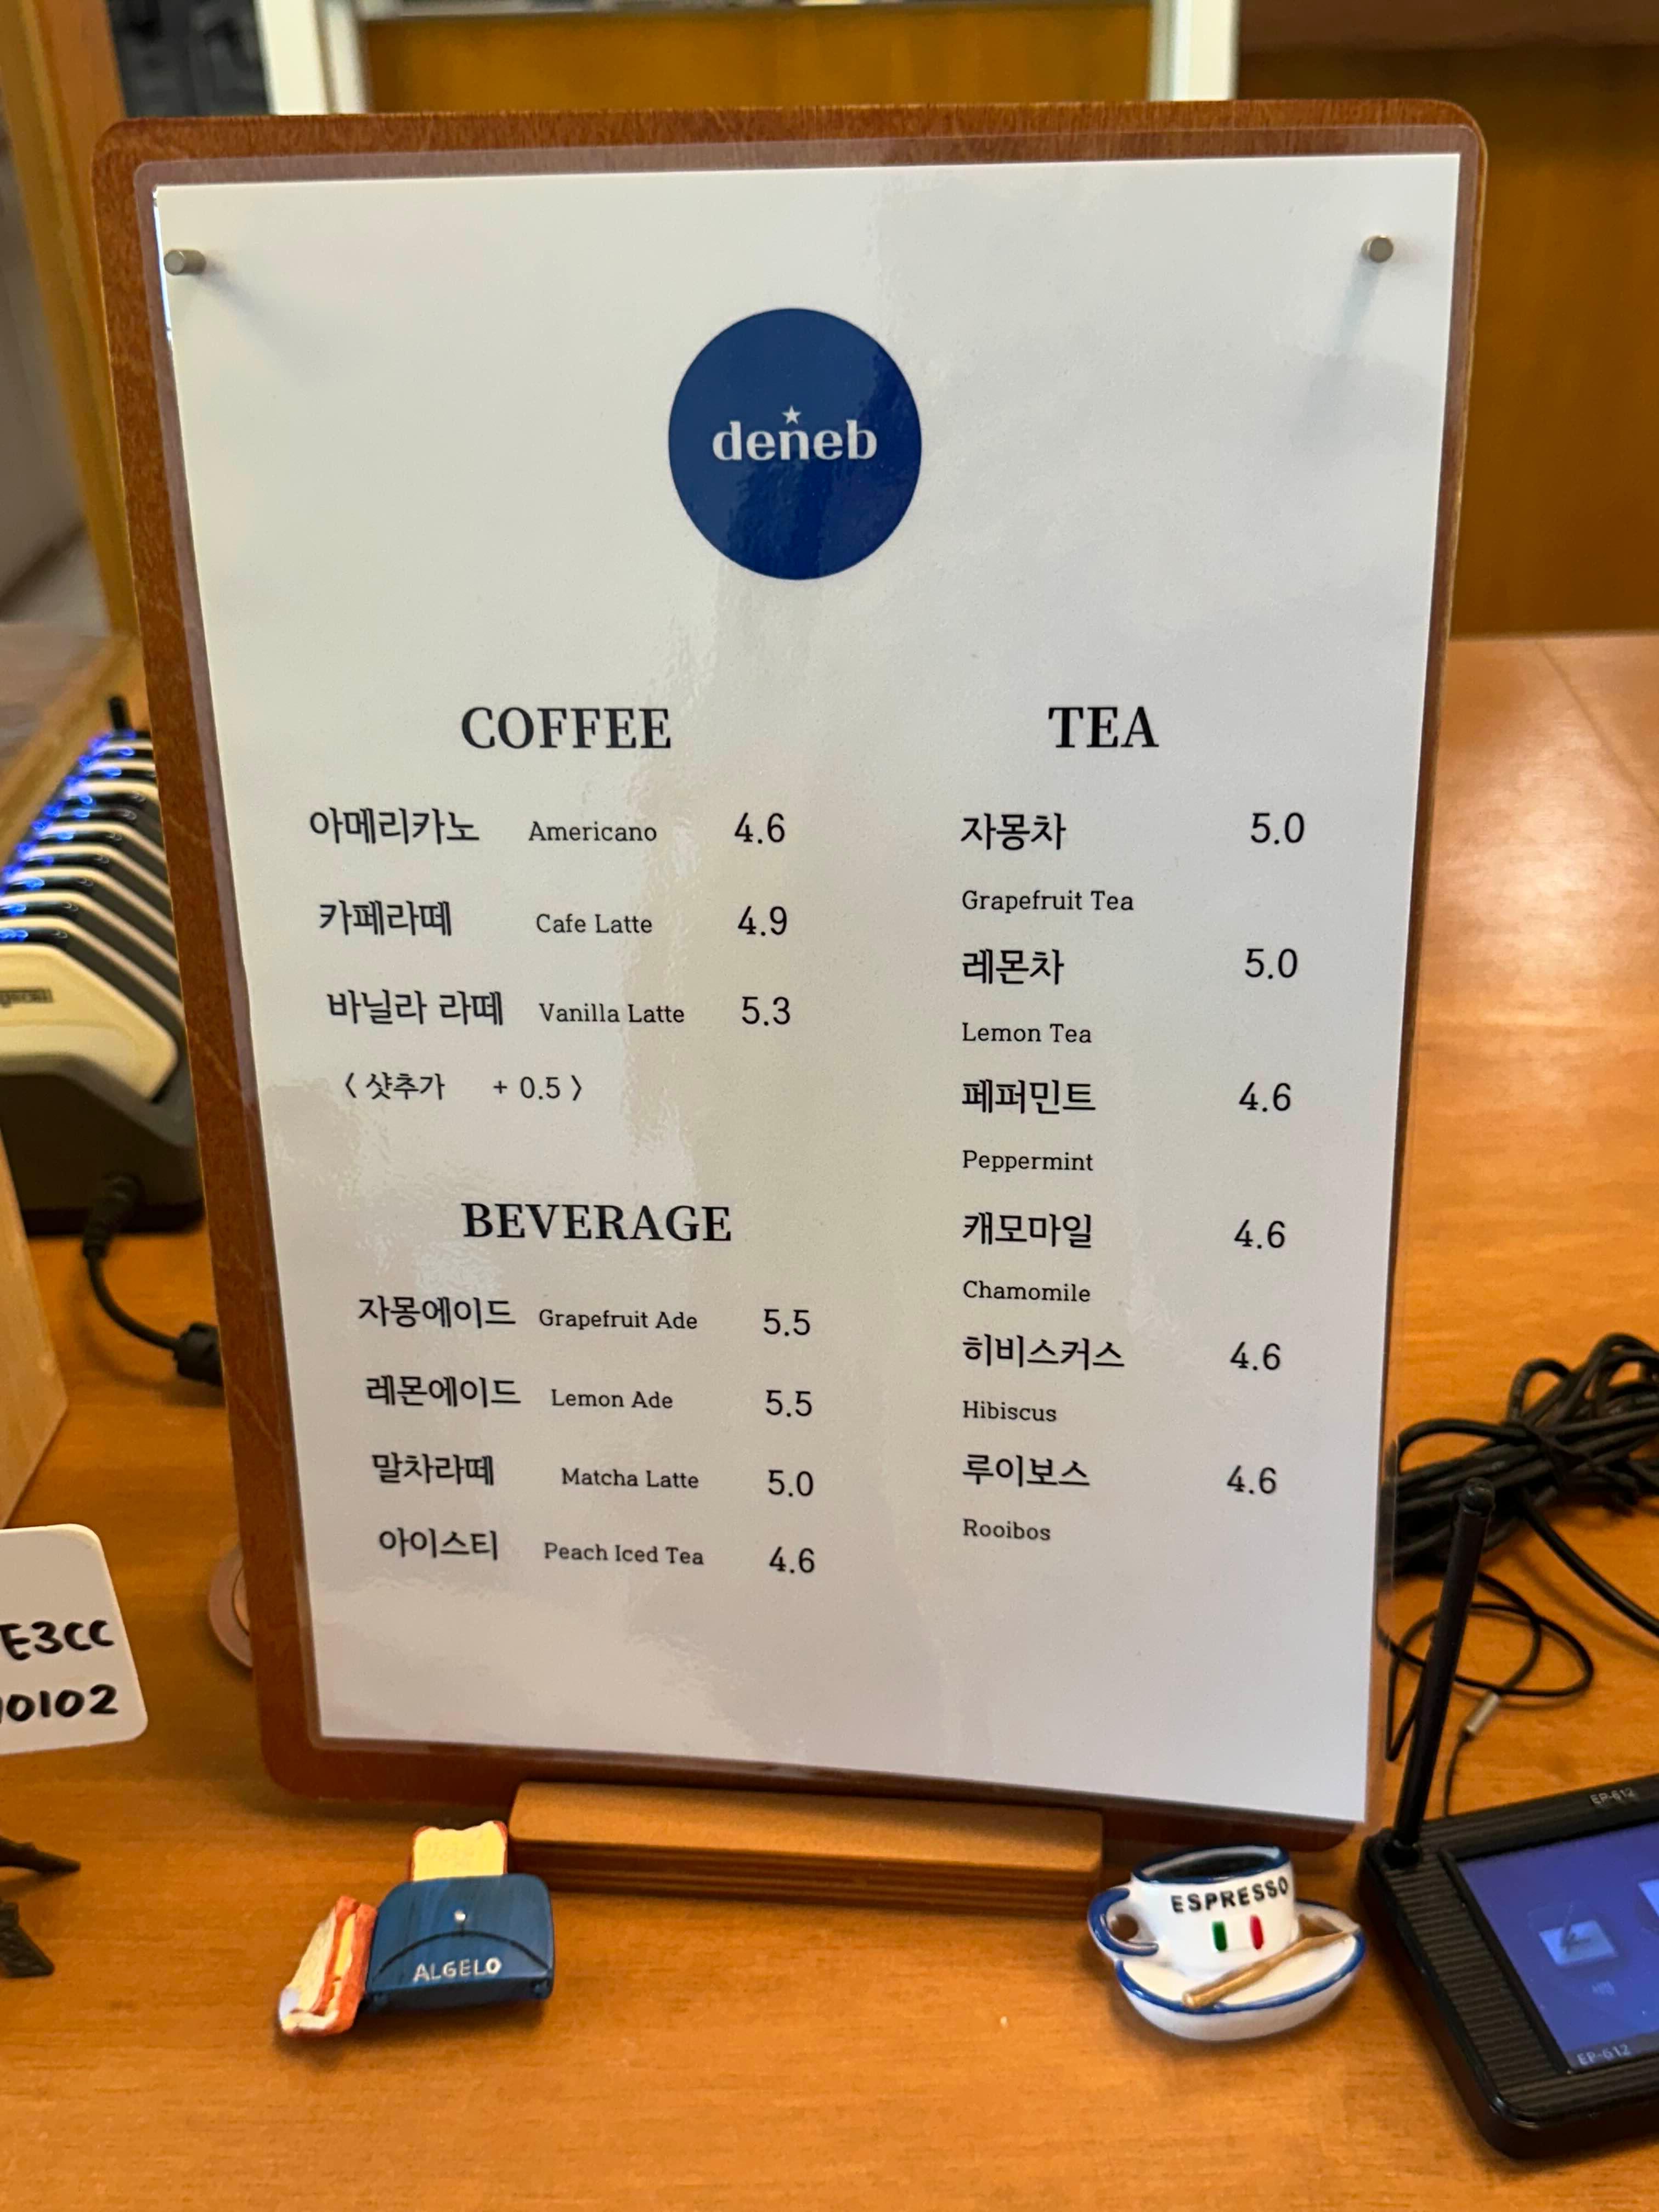 deneb
COFFEE
아메리카노 Americano 4.6
카페라떼 Cafe Latte 4.9
바닐라 라떼 Vanilla Latte 5.3
〈 샷추가 + 0.5 〉
BEVERAGE
자몽에이드 Grapefruit Ade 5.5
레몬에이드 Lemon Ade 5.5
말차라떼 Matcha Latte 5.0
아이스티 Peach Iced Tea 4.6
TEA
자몽차 5.0
Grapefruit Tea
레몬차 5.0
Lemon Tea
페퍼민트 4.6
Peppermint
캐모마일 4.6
Chamomile
히비스커스 4.6
Hibiscus
루이보스 4.6
Rooibos
E3CC
10102
ALGELO
ESPRESSO
EP-612
EP-612